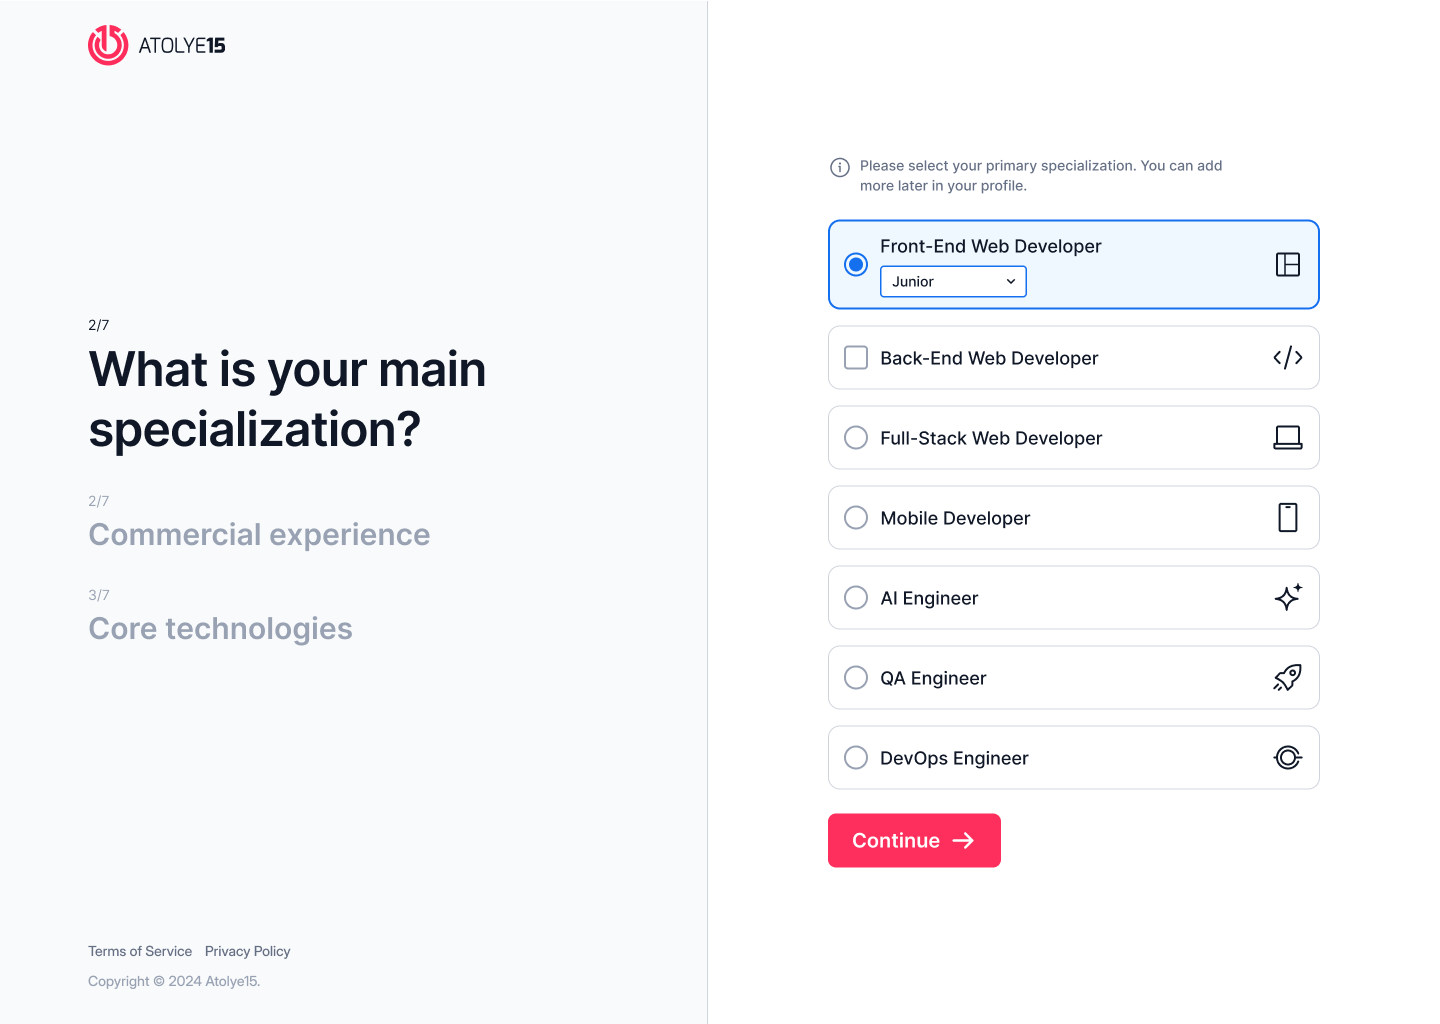 ATOLYE15
2/7
What is your main
specialization?
2/7
Commercial experience
3/7
Core technologies
Terms of Service Privacy Policy
Copyright © 2024 Atolye15.
Please select your primary specialization. You can add
more later in your profile.
Front-End Web Developer
Junior
Back-End Web Developer
Full-Stack Web Developer
Mobile Developer
AI Engineer
QA Engineer
DevOps Engineer
Continue